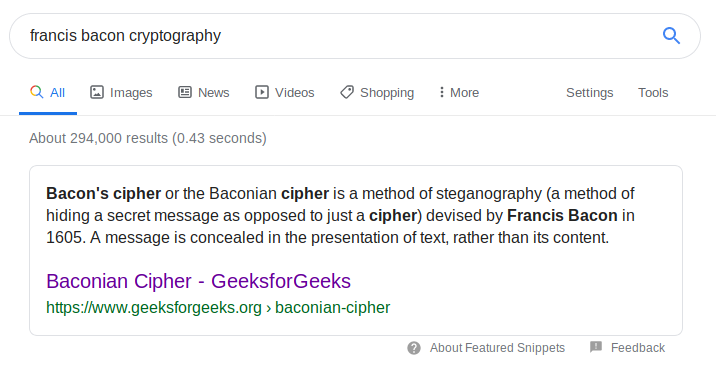 francis bacon cryptography
All Images News Videos Shopping More Settings Tools
About 294,000 results (0.43 seconds)
Bacon's cipher or the Baconian cipher is a method of steganography (a method of
hiding a secret message as opposed to just a cipher) devised by Francis Bacon in
1605. A message is concealed in the presentation of text, rather than its content.
Baconian Cipher - GeeksforGeeks
https://www.geeksforgeeks.org › baconian-cipher
About Featured Snippets Feedback